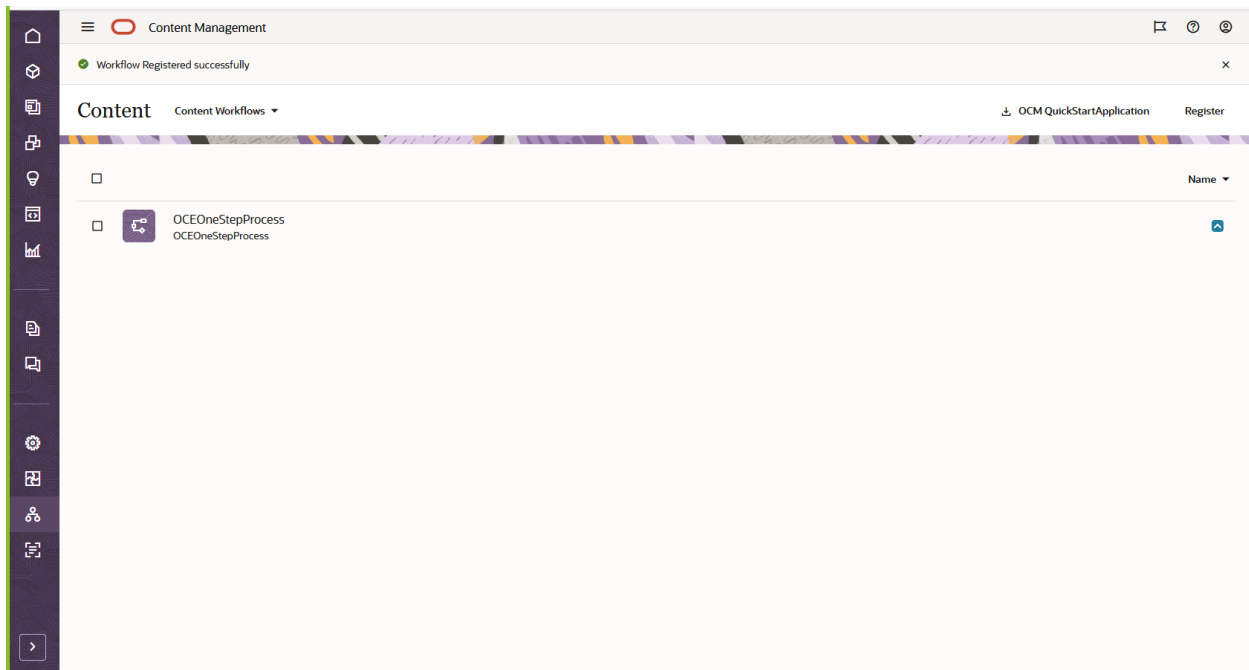 Content Management
Workflow Registered successfully
Content Content Workflows OCM QuickStartApplication Register
Name
OCEOneStepProcess
OCEOneStepProcess